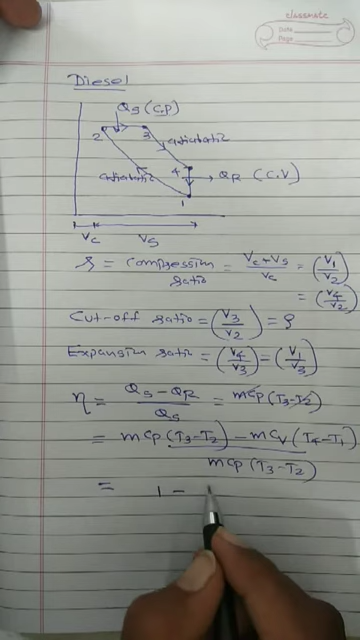 classmate
Date
Page
Diesel
Qs (C.P)
2
3
adiabatic
adiabatic
4
QR (C.V)
1
Vc
Vs
r = Compression ratio = (Vc + Vs)/Vc = (V1/V2)
= (V4/V2)
Cut-off ratio = (V3/V2) = ρ
Expansion ratio = (V4/V3) = (V1/V3)
η = (Qs - QR)/Qs = mCp(T3-T2)
= (mCp(T3-T2) - mCv(T4-T1))/(mCp(T3-T2))
= 1 -